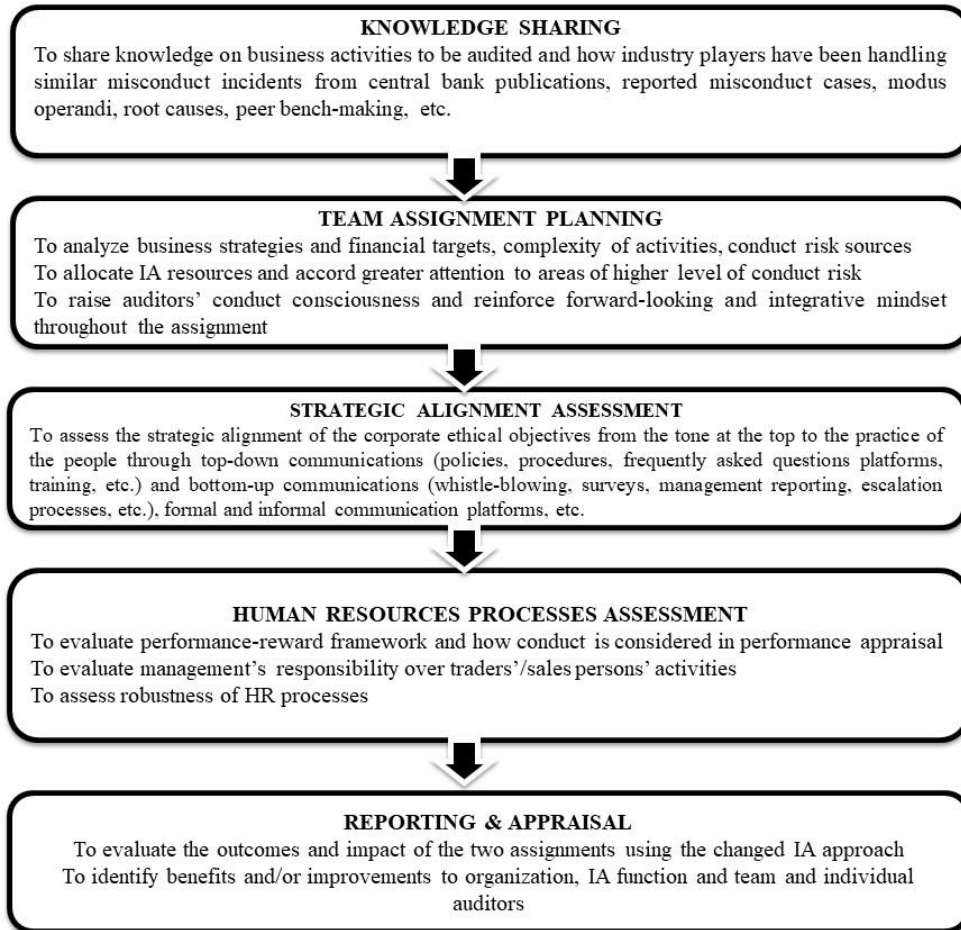 KNOWLEDGE SHARING
To share knowledge on business activities to be audited and how industry players have been handling
similar misconduct incidents from central bank publications, reported misconduct cases, modus
operandi, root causes, peer bench-making, etc.
TEAM ASSIGNMENT PLANNING
To analyze business strategies and financial targets, complexity of activities, conduct risk sources
To allocate IA resources and accord greater attention to areas of higher level of conduct risk
To raise auditors' conduct consciousness and reinforce forward-looking and integrative mindset
throughout the assignment
STRATEGIC ALIGNMENT ASSESSMENT
To assess the strategic alignment of the corporate ethical objectives from the tone at the top to the practice of
the people through top-down communications (policies, procedures, frequently asked questions platforms,
training, etc.) and bottom-up communications (whistle-blowing, surveys, management reporting, escalation
processes, etc.), formal and informal communication platforms, etc.
HUMAN RESOURCES PROCESSES ASSESSMENT
To evaluate performance-reward framework and how conduct is considered in performance appraisal
To evaluate management's responsibility over traders'/sales persons' activities
To assess robustness of HR processes
REPORTING & APPRAISAL
To evaluate the outcomes and impact of the two assignments using the changed IA approach
To identify benefits and/or improvements to organization, IA function and team and individual
auditors